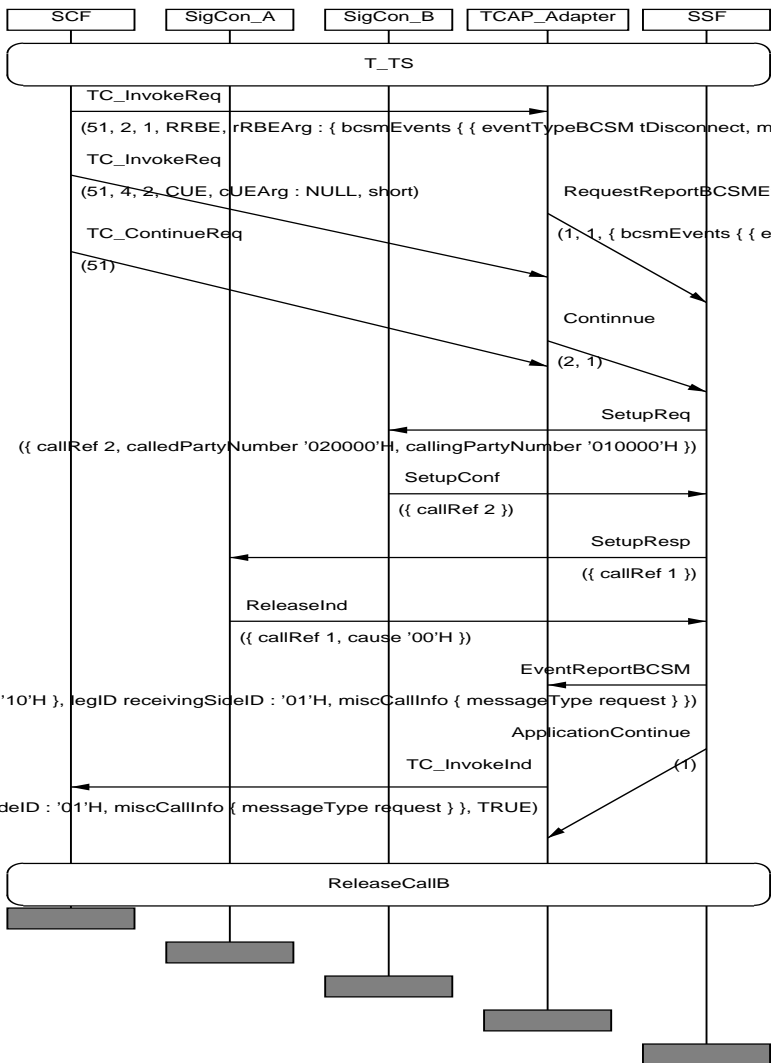 SCF SigCon_A SigCon_B TCAP_Adapter SSF
T_TS
TC_InvokeReq
(51, 2, 1, RRBE, rRBEArg : { bcsmEvents { { eventTypeBCSM tDisconnect, m
TC_InvokeReq
(51, 4, 2, CUE, cUEArg : NULL, short)
RequestReportBCSME
TC_ContinueReq
(1, 1, { bcsmEvents { { e
(51)
Continnue
(2, 1)
SetupReq
({ callRef 2, calledPartyNumber '020000'H, callingPartyNumber '010000'H })
SetupConf
({ callRef 2 })
SetupResp
({ callRef 1 })
ReleaseInd
({ callRef 1, cause '00'H })
EventReportBCSM
'10'H }, legID receivingSideID : '01'H, miscCallInfo { messageType request } })
ApplicationContinue
TC_InvokeInd
(1)
deID : '01'H, miscCallInfo { messageType request } }, TRUE)
ReleaseCallB